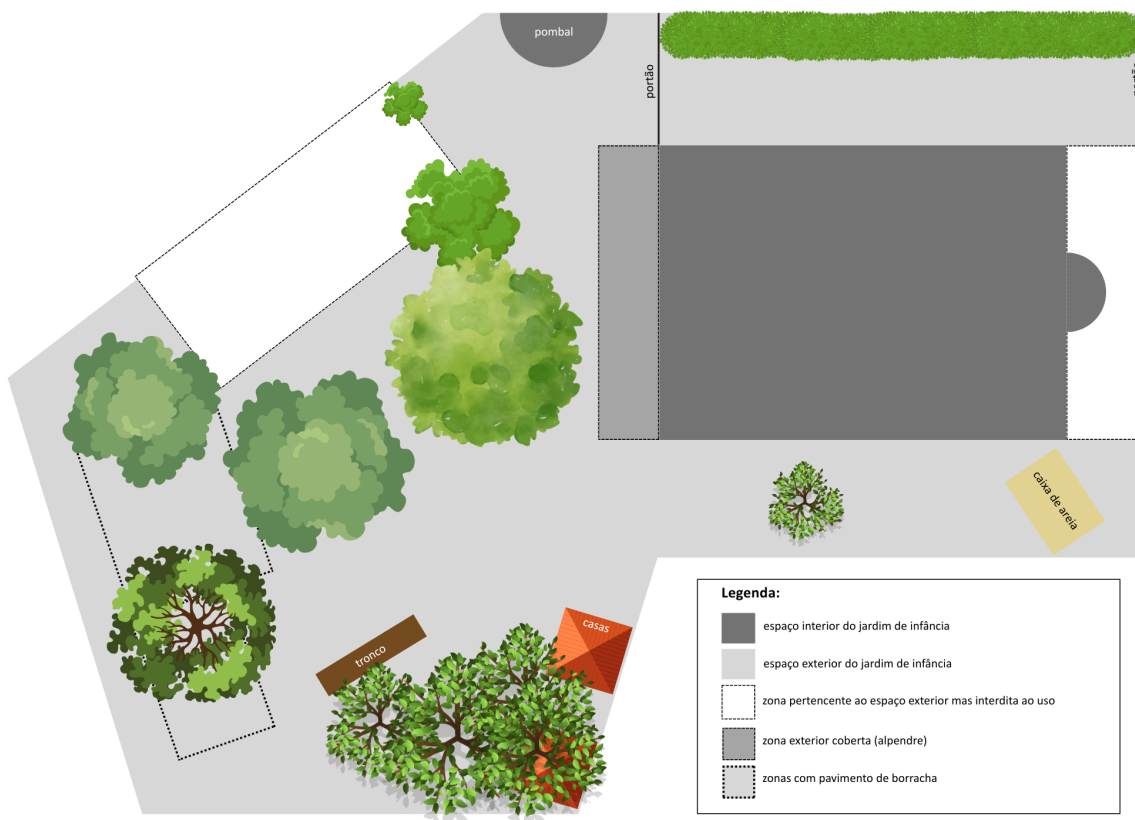 pombal
portão
caixa de areia
casas
tronco
Legenda:
espaço interior do jardim de infância
espaço exterior do jardim de infância
zona pertencente ao espaço exterior mas interdita ao uso
zona exterior coberta (alpendre)
zonas com pavimento de borracha